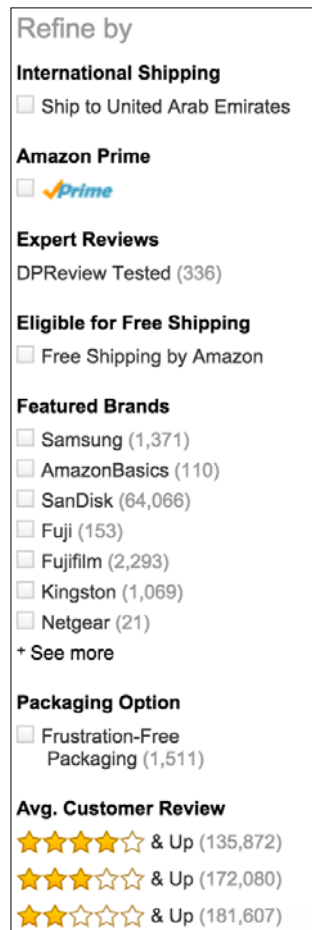 Refine by
International Shipping
Ship to United Arab Emirates
Amazon Prime
Prime
Expert Reviews
DPReview Tested (336)
Eligible for Free Shipping
Free Shipping by Amazon
Featured Brands
Samsung (1,371)
AmazonBasics (110)
SanDisk (64,066)
Fuji (153)
Fujifilm (2,293)
Kingston (1,069)
Netgear (21)
+ See more
Packaging Option
Frustration-Free
Packaging (1,511)
Avg. Customer Review
& Up (135,872)
& Up (172,080)
& Up (181,607)